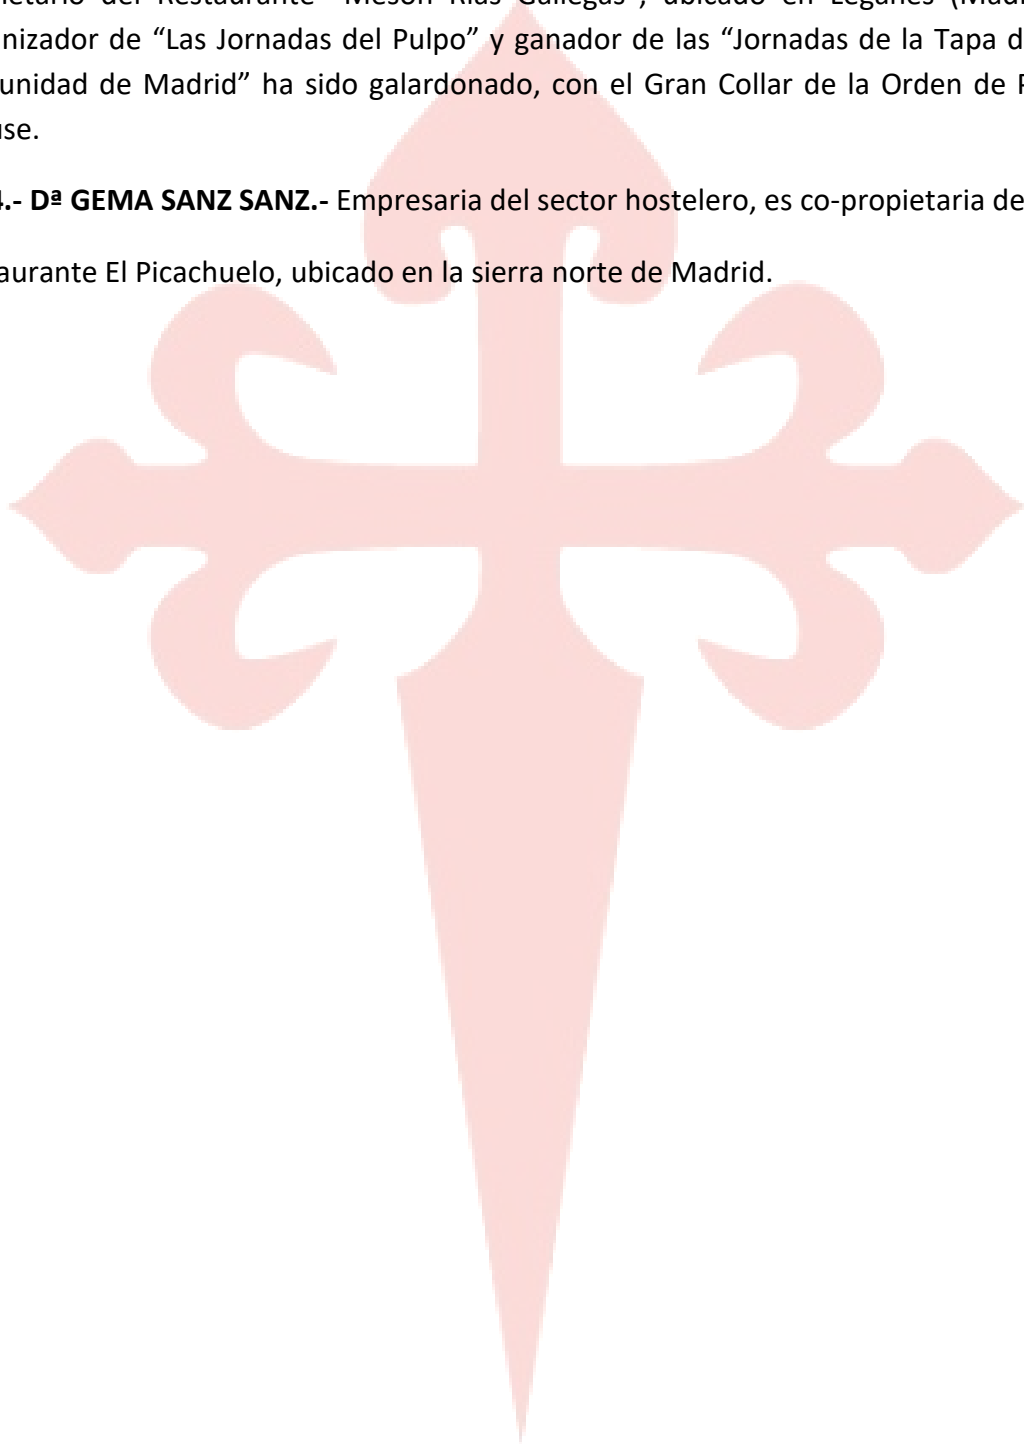 ietario del Restaurante "Mesón Rías Gallegas", ubicado en Leganés (Madr
nizador de “Las Jornadas del Pulpo” y ganador de las “Jornadas de la Tapa d
unidad de Madrid” ha sido galardonado, con el Gran Collar de la Orden de
use.
4.- Dª GEMA SANZ SANZ.- Empresaria del sector hostelero, es co-propietaria de
aurante El Picachuelo, ubicado en la sierra norte de Madrid.